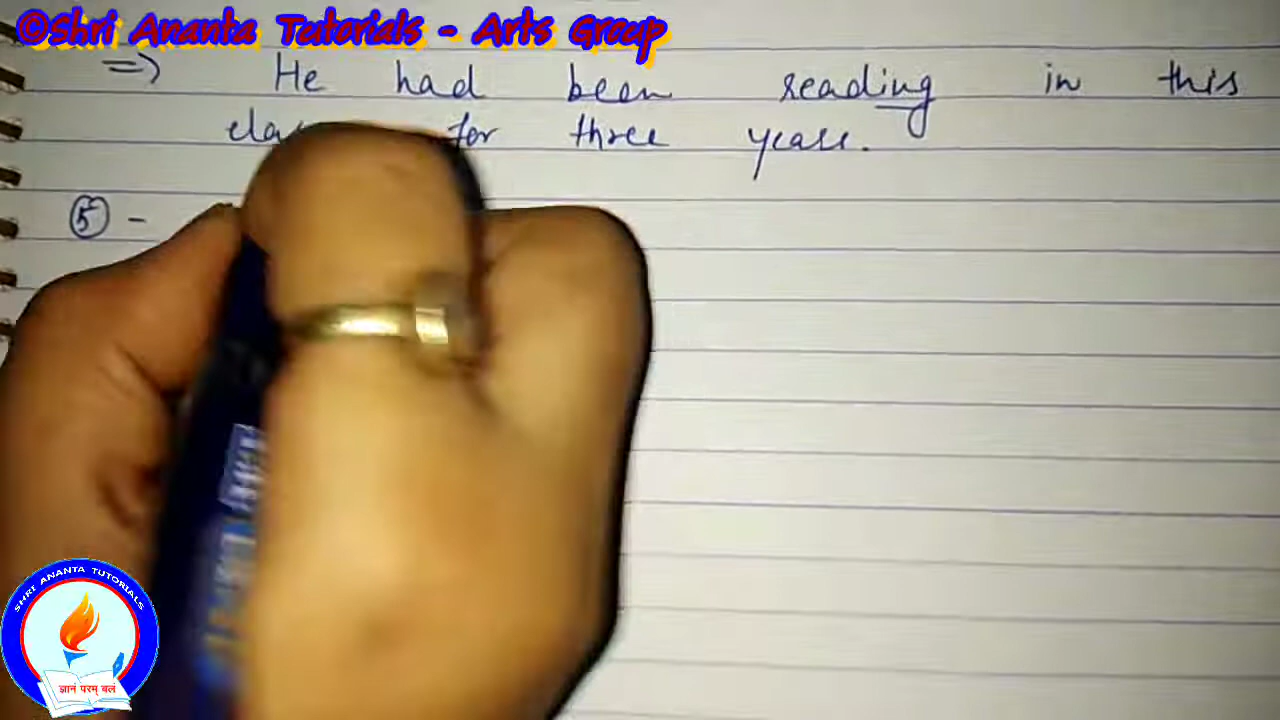 ©Shri Ananta Tutorials - Arts Group
=> He had been reading in this
for three years.
5 -
SHRI ANANTA TUTORIALS
ज्ञानं परमं बलं